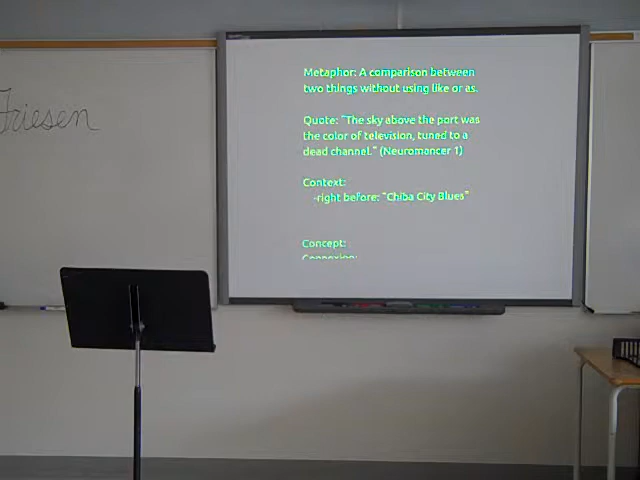 Friesen
Metaphor: A comparison between
two things without using like or as.
Quote: "The sky above the port was
the color of television, tuned to a
dead channel." (Neuromancer 1)
Context:
-right before: "Chiba City Blues"
Concept:
Connexion: